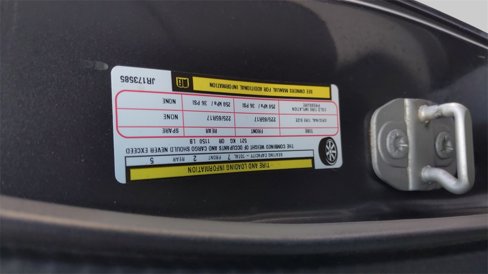 TIRE AND LOADING INFORMATION
SEATING CAPACITY - TOTAL 7 FRONT 2 REAR 5
THE COMBINED WEIGHT OF OCCUPANTS AND CARGO SHOULD NEVER EXCEED
521 KG OR 1150 LB
TIRE FRONT REAR SPARE
ORIGINAL TIRE SIZE 225/65R17 225/65R17 NONE
COLD TIRE INFLATION PRESSURE 250 kPa / 36 PSI 250 kPa / 36 PSI NONE
SEE OWNERS MANUAL FOR ADDITIONAL INFORMATION
JR173585